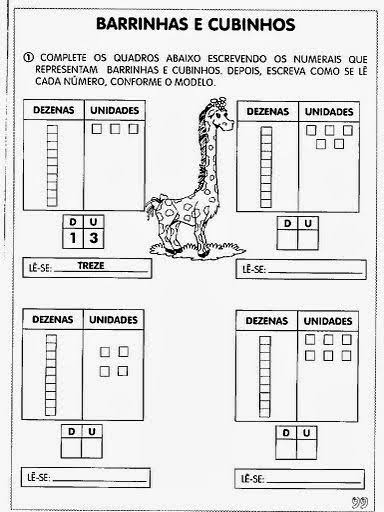 BARRINHAS E CUBINHOS
① COMPLETE OS QUADROS ABAIXO ESCREVENDO OS NUMERAIS QUE
REPRESENTAM BARRINHAS E CUBINHOS. DEPOIS, ESCREVA COMO SE LÊ
CADA NÚMERO, CONFORME O MODELO.
DEZENAS UNIDADES
D U
1 3
LÊ-SE: TREZE
DEZENAS UNIDADES
D U
LÊ-SE:
DEZENAS UNIDADES
D U
LÊ-SE:
DEZENAS UNIDADES
D U
LÊ-SE:
99